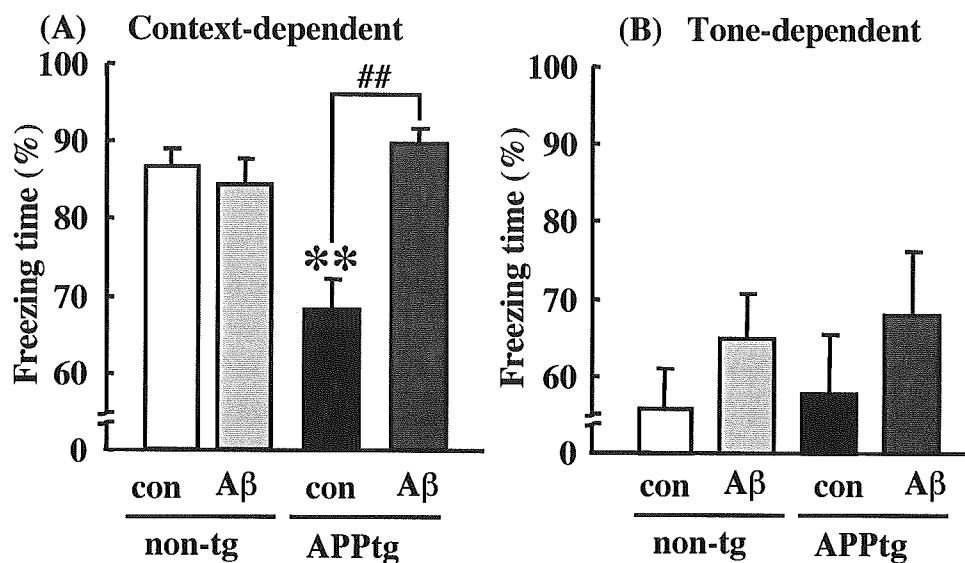 (A) Context-dependent
100
90
80
70
60
0
Freezing time (%)
##
**
con Aβ con Aβ
non-tg APPtg
(B) Tone-dependent
100
90
80
70
60
0
Freezing time (%)
con Aβ con Aβ
non-tg APPtg